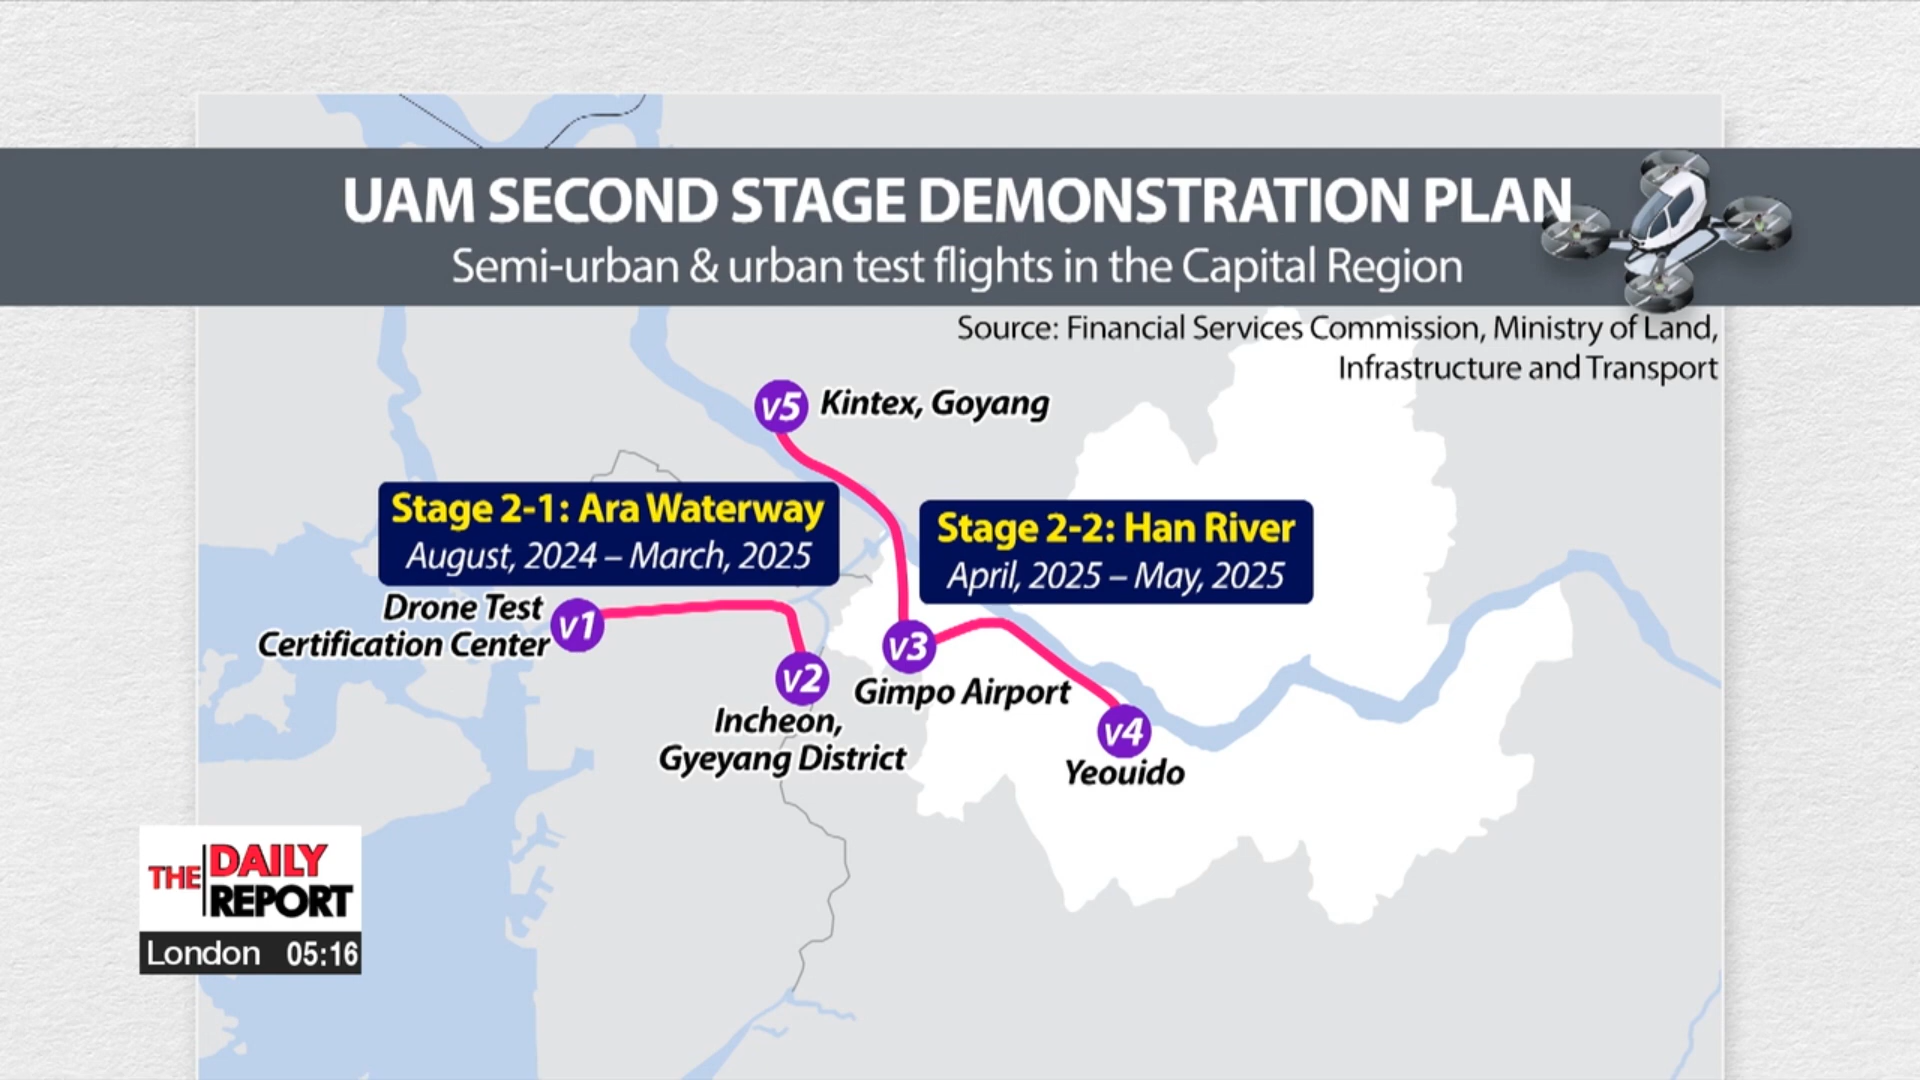 UAM SECOND STAGE DEMONSTRATION PLAN
Semi-urban & urban test flights in the Capital Region
Source: Financial Services Commission, Ministry of Land,
Infrastructure and Transport
v5
Kintex, Goyang
Stage 2-1: Ara Waterway
August, 2024 – March, 2025
Stage 2-2: Han River
April, 2025 – May, 2025
Drone Test
Certification Center
v1
v2
Incheon,
Gyeyang District
v3
Gimpo Airport
v4
Yeouido
THE DAILY
REPORT
London 05:16